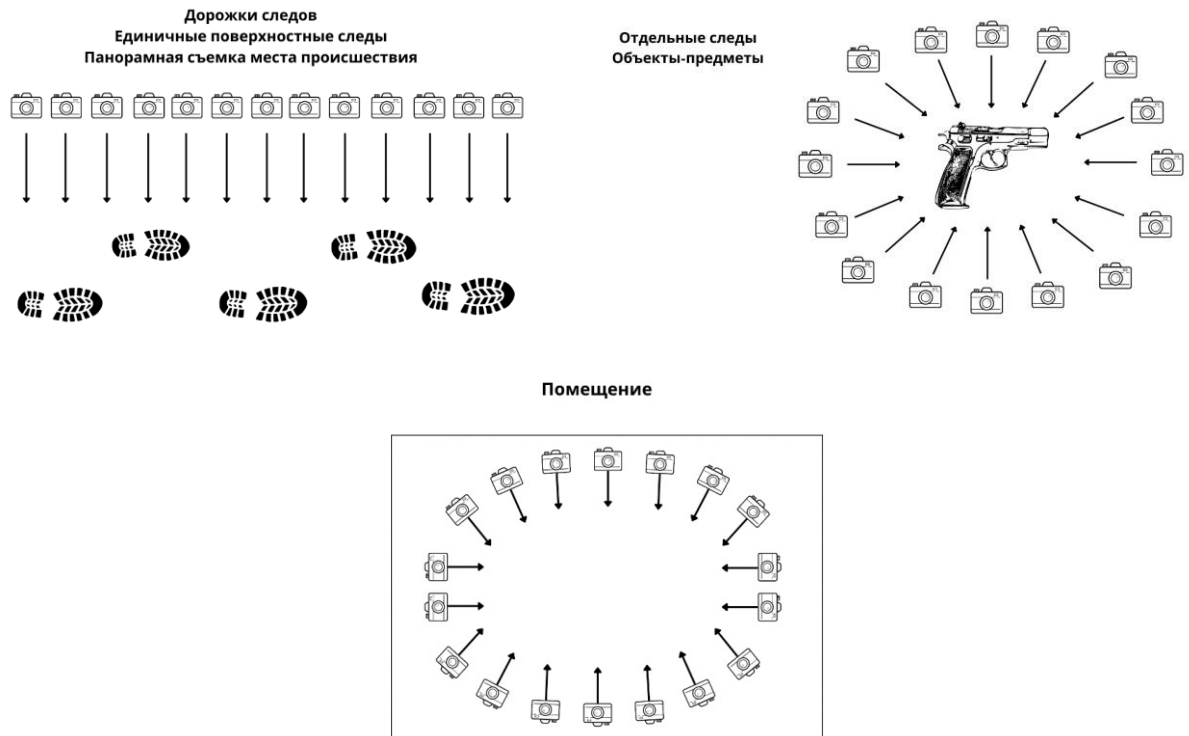 Дорожки следов
Единичные поверхностные следы
Панорамная съемка места происшествия
Отдельные следы
Объекты-предметы
Помещение